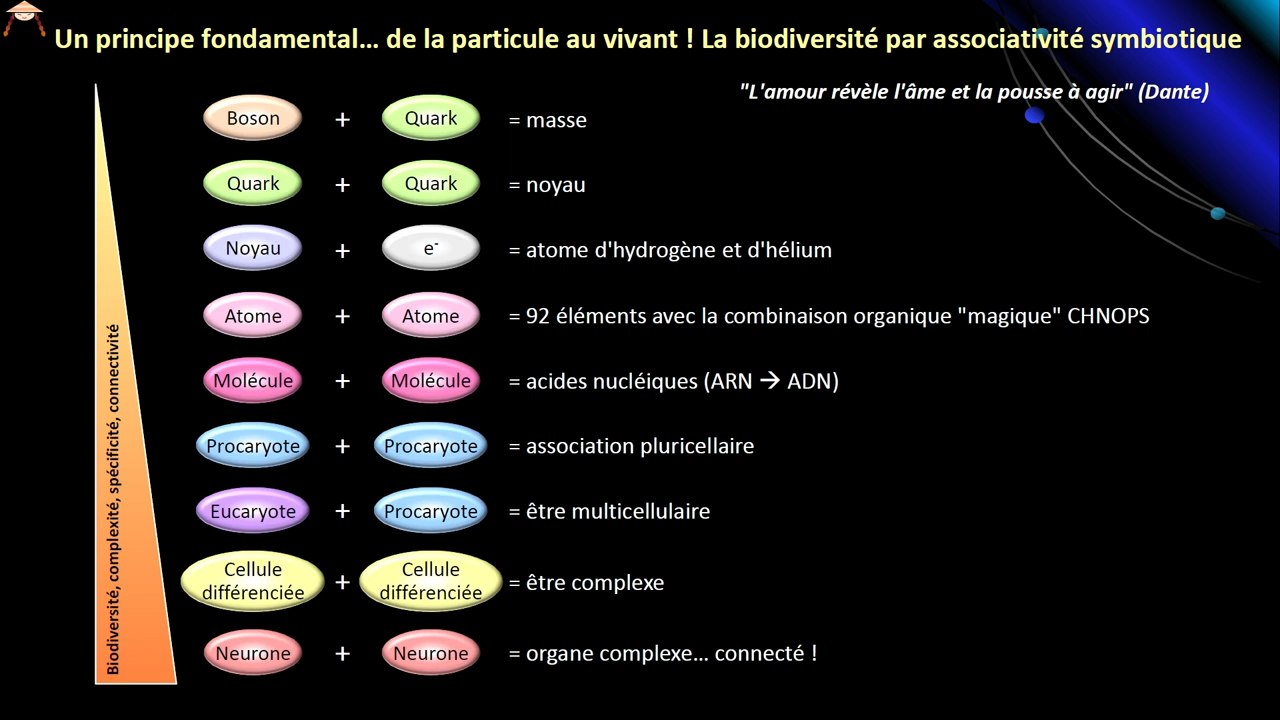 Un principe fondamental... de la particule au vivant ! La biodiversité par associativité symbiotique
"L'amour révèle l'âme et la pousse à agir" (Dante)
Boson + Quark = masse
Quark + Quark = noyau
Noyau + e- = atome d'hydrogène et d'hélium
Atome + Atome = 92 éléments avec la combinaison organique "magique" CHNOPS
Molécule + Molécule = acides nucléiques (ARN → ADN)
Procaryote + Procaryote = association pluricellaire
Eucaryote + Procaryote = être multicellulaire
Cellule différenciée + Cellule différenciée = être complexe
Neurone + Neurone = organe complexe... connecté !
Biodiversité, complexité, spécificité, connectivité